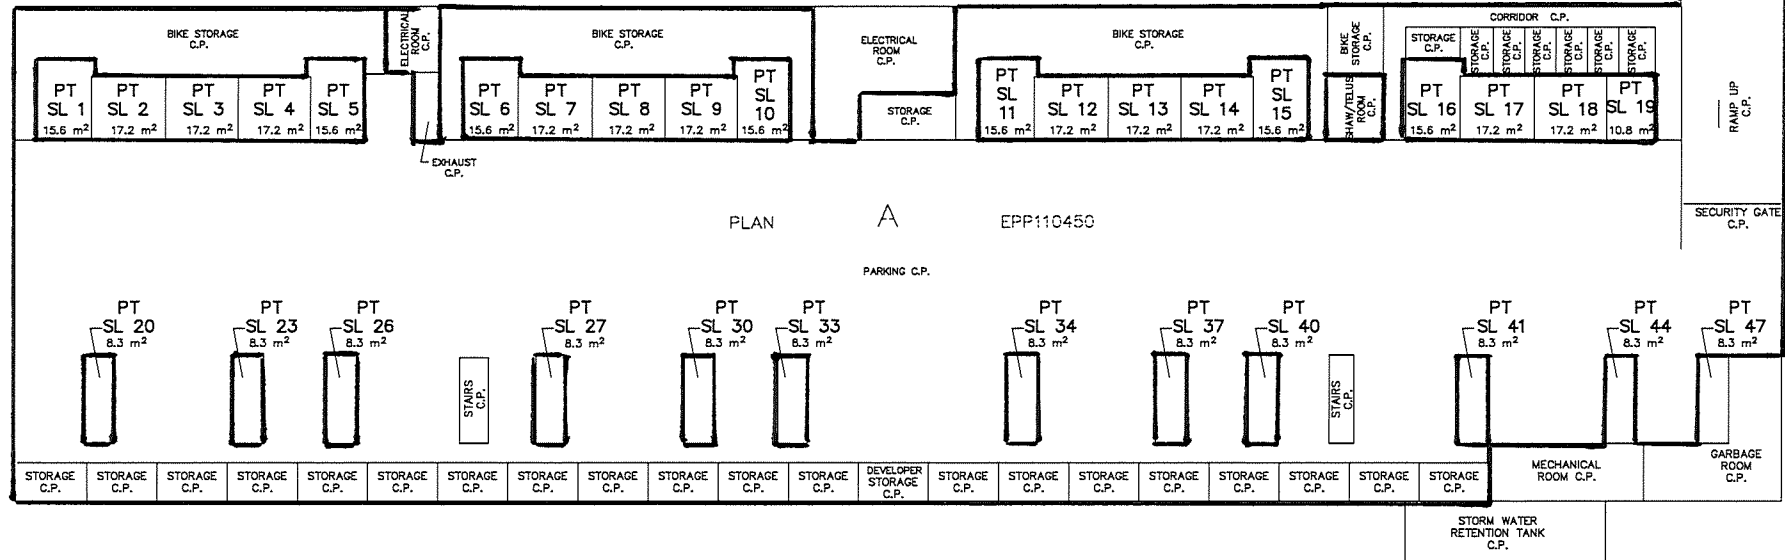 BIKE STORAGE
C.P.
ELECTRICAL
ROOM
C.P.
BIKE STORAGE
C.P.
ELECTRICAL
ROOM
C.P.
BIKE STORAGE
C.P.
BIKE
STORAGE
C.P.
CORRIDOR C.P.
STORAGE
C.P.
STORAGE
C.P.
STORAGE
C.P.
STORAGE
C.P.
STORAGE
C.P.
STORAGE
C.P.
STORAGE
C.P.
PT
SL 1
15.6 m²
PT
SL 2
17.2 m²
PT
SL 3
17.2 m²
PT
SL 4
17.2 m²
PT
SL 5
15.6 m²
EXHAUST
C.P.
PT
SL 6
15.6 m²
PT
SL 7
17.2 m²
PT
SL 8
17.2 m²
PT
SL 9
17.2 m²
PT
SL
10
15.6 m²
STORAGE
C.P.
PT
SL
11
15.6 m²
PT
SL 12
17.2 m²
PT
SL 13
17.2 m²
PT
SL 14
17.2 m²
PT
SL
15
15.6 m²
SHAW/TELUS
ROOM
C.P.
PT
SL 16
15.6 m²
PT
SL 17
17.2 m²
PT
SL 18
17.2 m²
PT
SL 19
10.8 m²
RAMP UP
C.P.
SECURITY GATE
C.P.
PLAN A EPP110450
PARKING C.P.
PT
SL 20
8.3 m²
PT
SL 23
8.3 m²
PT
SL 26
8.3 m²
PT
SL 27
8.3 m²
PT
SL 30
8.3 m²
PT
SL 33
8.3 m²
PT
SL 34
8.3 m²
PT
SL 37
8.3 m²
PT
SL 40
8.3 m²
PT
SL 41
8.3 m²
PT
SL 44
8.3 m²
PT
SL 47
8.3 m²
STAIRS
C.P.
STAIRS
C.P.
STORAGE
C.P.
STORAGE
C.P.
STORAGE
C.P.
STORAGE
C.P.
STORAGE
C.P.
STORAGE
C.P.
STORAGE
C.P.
STORAGE
C.P.
STORAGE
C.P.
STORAGE
C.P.
STORAGE
C.P.
STORAGE
C.P.
DEVELOPER
STORAGE
C.P.
STORAGE
C.P.
STORAGE
C.P.
STORAGE
C.P.
STORAGE
C.P.
STORAGE
C.P.
STORAGE
C.P.
STORAGE
C.P.
STORAGE
C.P.
MECHANICAL
ROOM C.P.
GARBAGE
ROOM
C.P.
STORM WATER
RETENTION TANK
C.P.